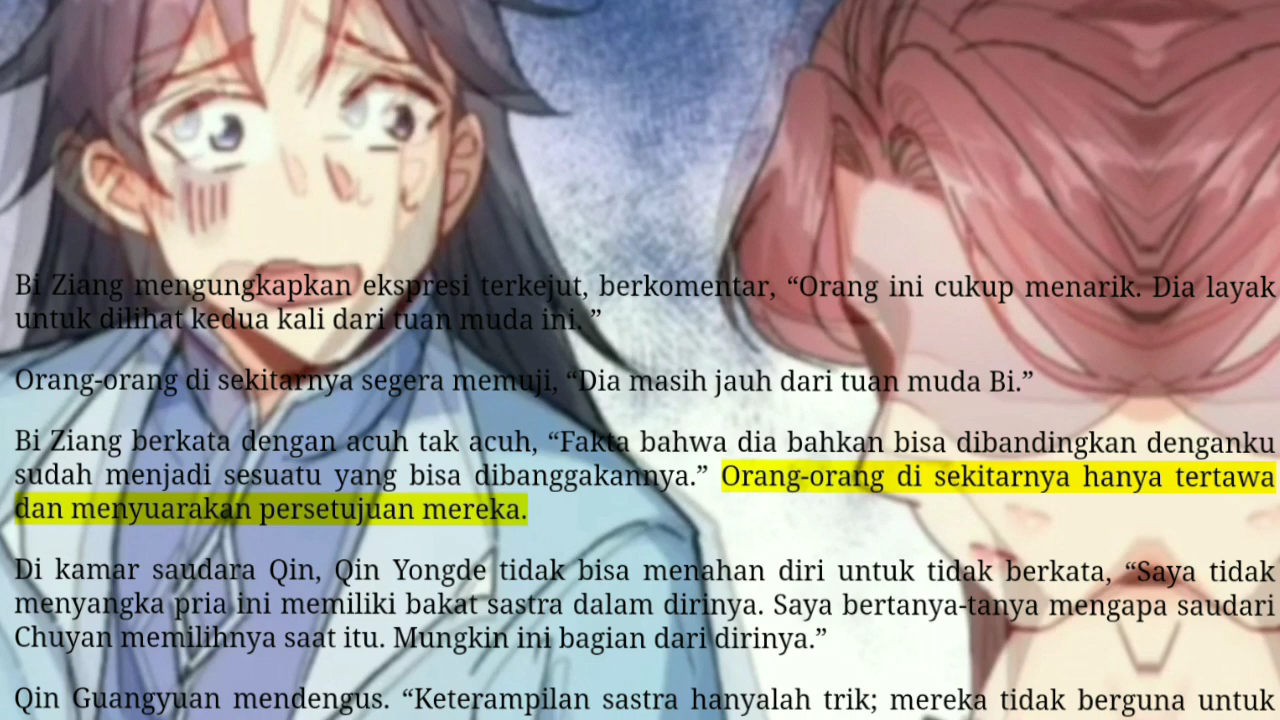 Bi Ziang mengungkapkan ekspresi terkejut, berkomentar, “Orang ini cukup menarik. Dia layak
untuk dilihat kedua kali dari tuan muda ini. ”
Orang-orang di sekitarnya segera memuji, “Dia masih jauh dari tuan muda Bi.”
Bi Ziang berkata dengan acuh tak acuh, “Fakta bahwa dia bahkan bisa dibandingkan denganku
sudah menjadi sesuatu yang bisa dibanggakannya.” Orang-orang di sekitarnya hanya tertawa
dan menyuarakan persetujuan mereka.
Di kamar saudara Qin, Qin Yongde tidak bisa menahan diri untuk tidak berkata, “Saya tidak
menyangka pria ini memiliki bakat sastra dalam dirinya. Saya bertanya-tanya mengapa saudari
Chuyan memilihnya saat itu. Mungkin ini bagian dari dirinya.”
Qin Guangyuan mendengus. “Keterampilan sastra hanyalah trik; mereka tidak berguna untuk